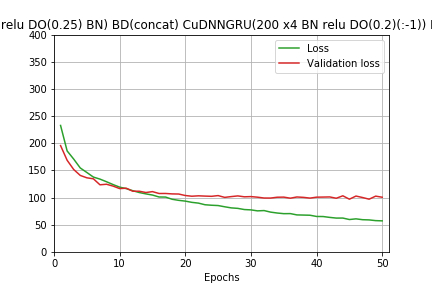 relu DO(0.25) BN) BD(concat) CuDNNGRU(200 x4 BN relu DO(0.2)(:-1))
400
350
300
250
200
150
100
50
0
Loss
Validation loss
0 10 20 30 40 50
Epochs